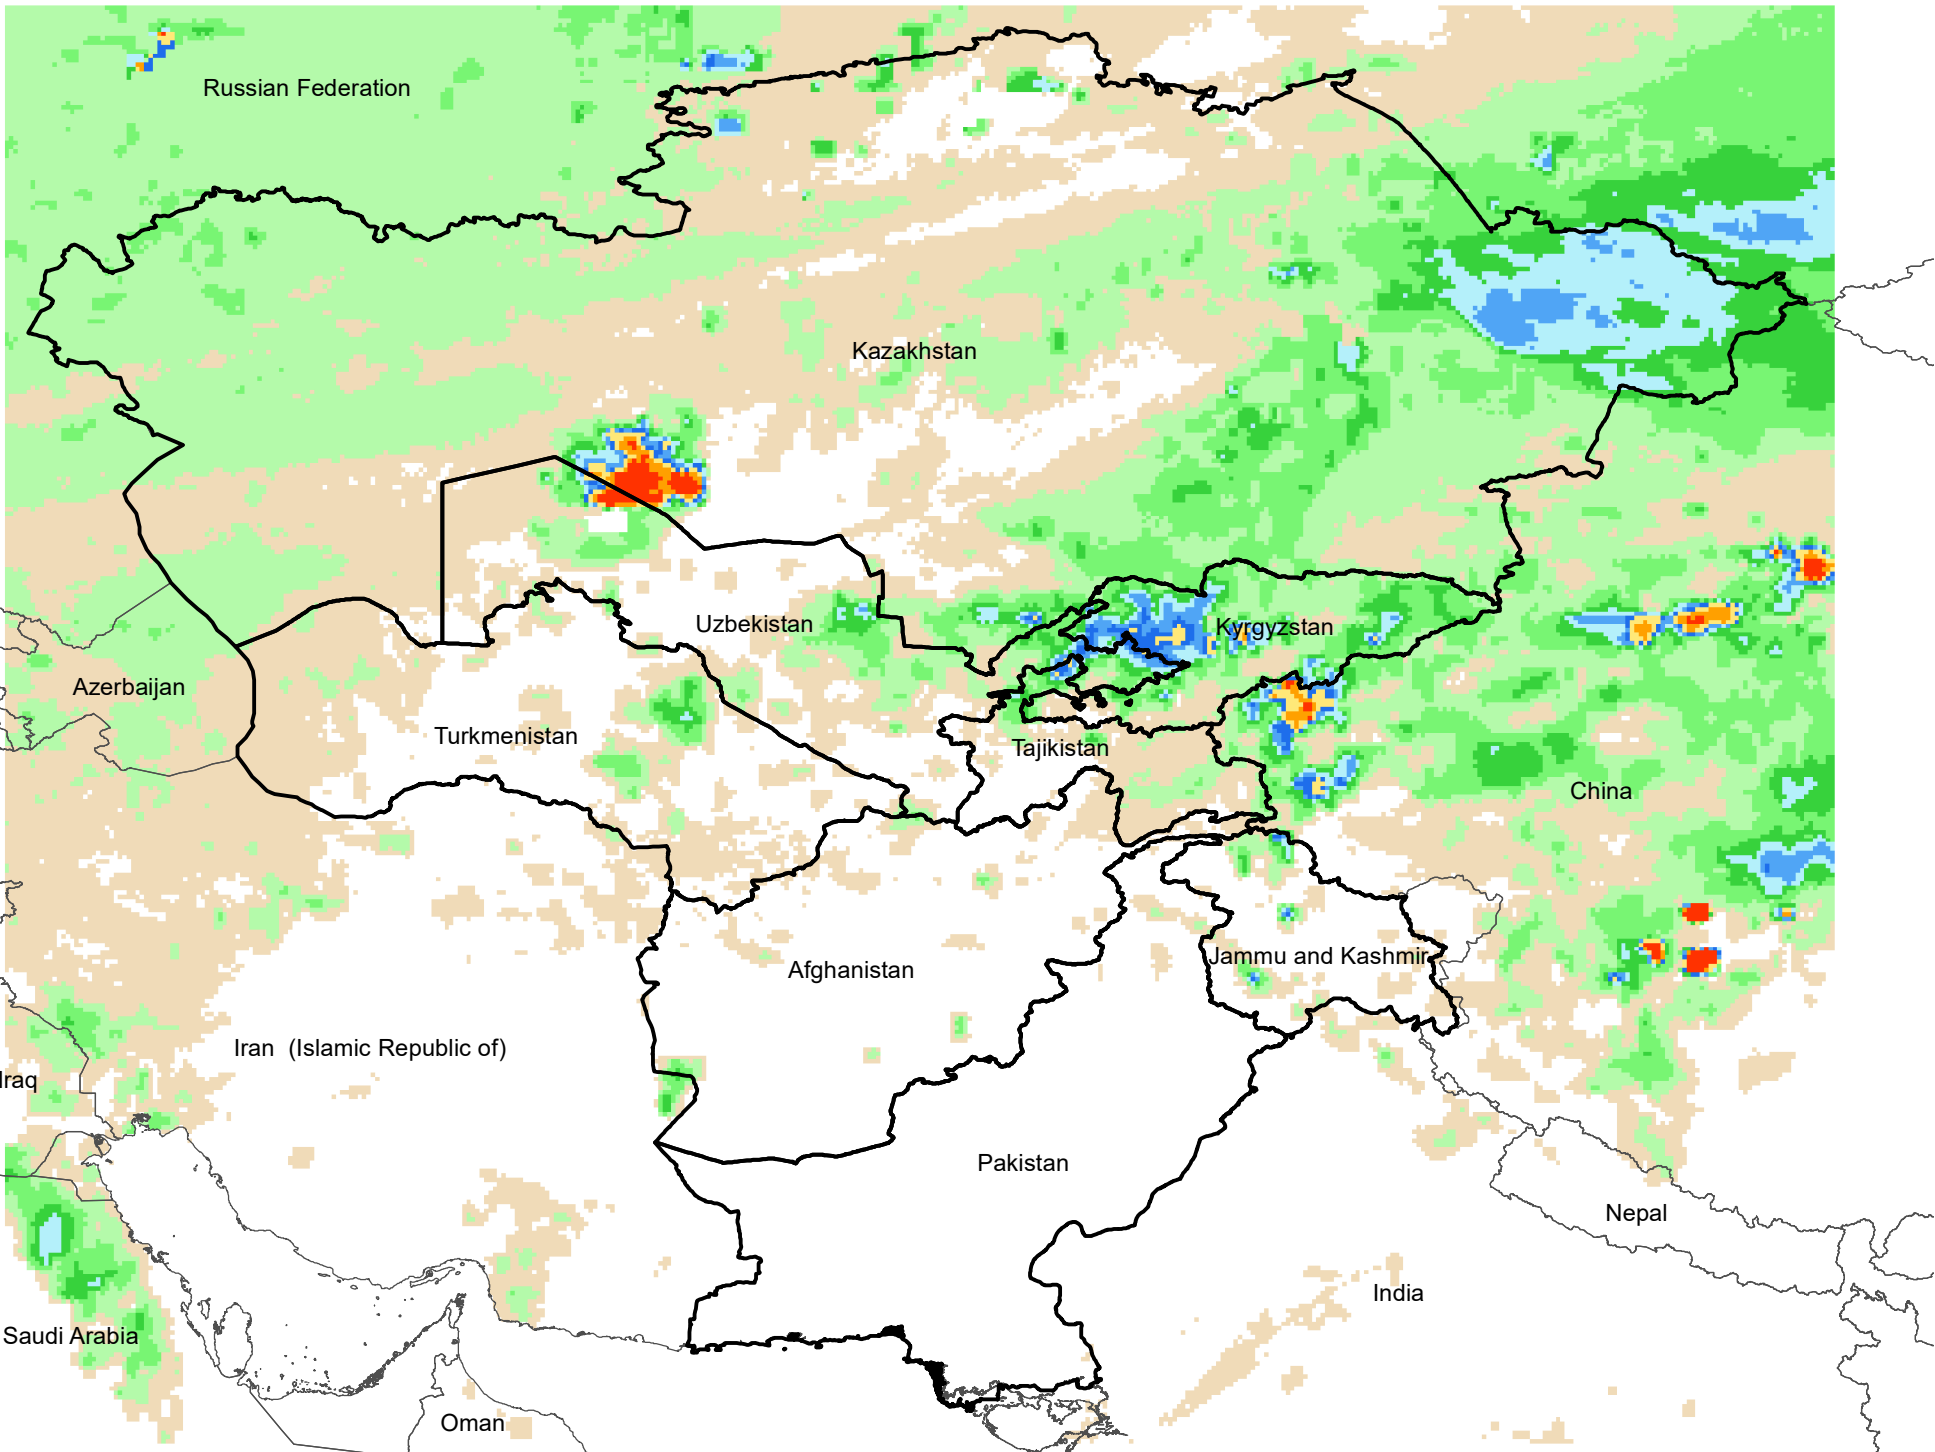 Russian Federation
Kazakhstan
Uzbekistan
Kyrgyzstan
Azerbaijan
Turkmenistan
Tajikistan
China
Afghanistan
Jammu and Kashmir
Iran (Islamic Republic of)
Iraq
Pakistan
Nepal
India
Saudi Arabia
Oman